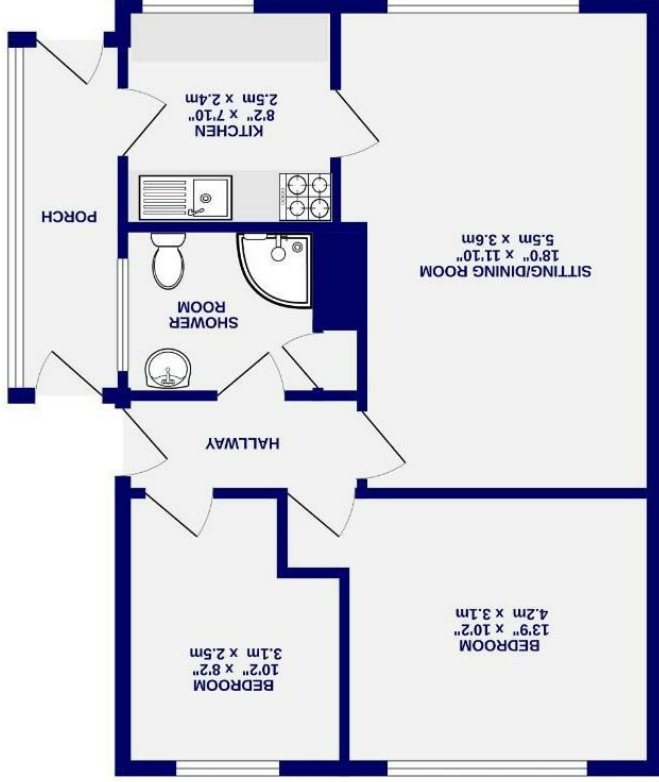 BEDROOM
13'9" x 10'2"
4.2m x 3.1m
BEDROOM
10'2" x 8'2"
3.1m x 2.5m
HALLWAY
SITTING/DINING ROOM
18'0" x 11'10"
5.5m x 3.6m
SHOWER
ROOM
PORCH
KITCHEN
8'2" x 7'10"
2.5m x 2.4m